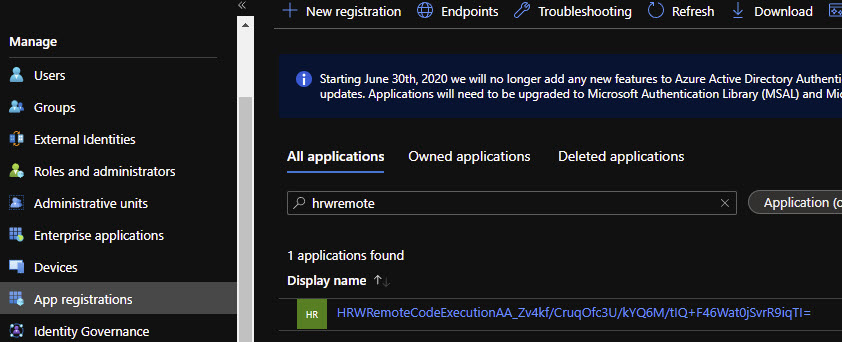 «
Manage
Users
Groups
External Identities
Roles and administrators
Administrative units
Enterprise applications
Devices
App registrations
Identity Governance
New registration Endpoints Troubleshooting Refresh Download
Starting June 30th, 2020 we will no longer add any new features to Azure Active Directory Authenti
updates. Applications will need to be upgraded to Microsoft Authentication Library (MSAL) and Mic
All applications Owned applications Deleted applications
hrwremote Application (c
1 applications found
Display name
HR HRWRemoteCodeExecutionAA_Zv4kf/CruqOfc3U/kYQ6M/tIQ+F46Wat0jSvrR9iqTI=